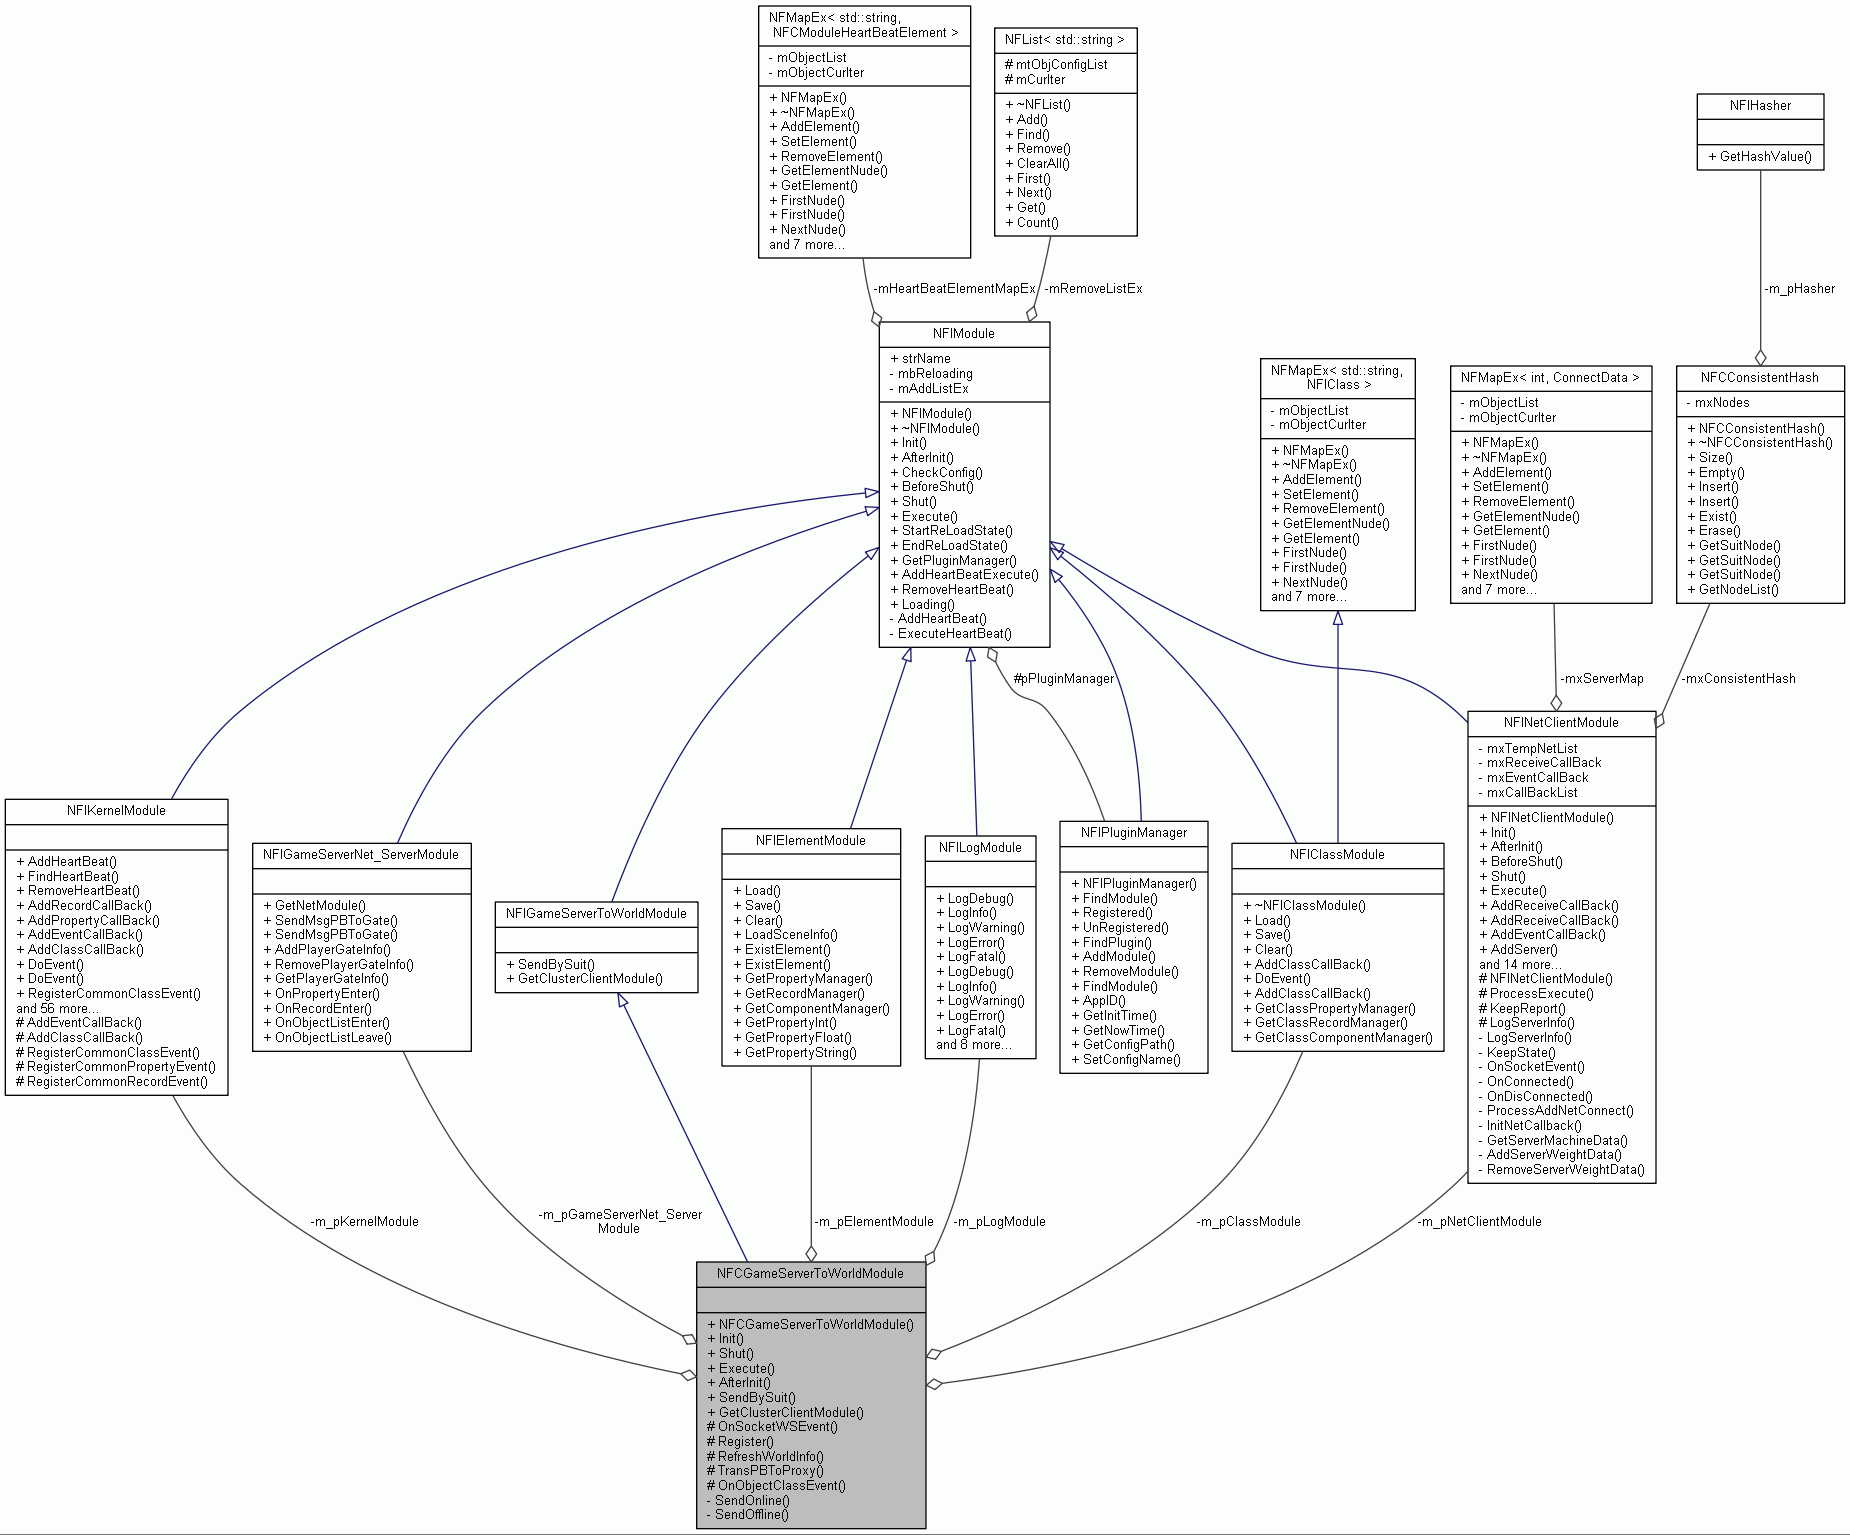 NFMapEx< std::string,
NFCModuleHeartBeatElement >
- mObjectList
- mObjectCurIter
+ NFMapEx()
+ ~NFMapEx()
+ AddElement()
+ SetElement()
+ RemoveElement()
+ GetElementNude()
+ GetElement()
+ FirstNude()
+ FirstNude()
+ NextNude()
and 7 more...
NFList< std::string >
# mtObjConfigList
# mCurIter
+ ~NFList()
+ Add()
+ Find()
+ Remove()
+ ClearAll()
+ First()
+ Next()
+ Get()
+ Count()
NFIHasher
+ GetHashValue()
-mHeartBeatElementMapEx
-mRemoveListEx
-m_pHasher
NFIModule
+ strName
- mbReloading
- mAddListEx
+ NFIModule()
+ ~NFIModule()
+ Init()
+ AfterInit()
+ CheckConfig()
+ BeforeShut()
+ Shut()
+ Execute()
+ StartReLoadState()
+ EndReLoadState()
+ GetPluginManager()
+ AddHeartBeatExecute()
+ RemoveHeartBeat()
+ Loading()
- AddHeartBeat()
- ExecuteHeartBeat()
NFMapEx< std::string,
NFIClass >
- mObjectList
- mObjectCurIter
+ NFMapEx()
+ ~NFMapEx()
+ AddElement()
+ SetElement()
+ RemoveElement()
+ GetElementNude()
+ GetElement()
+ FirstNude()
+ FirstNude()
+ NextNude()
and 7 more...
NFMapEx< int, ConnectData >
- mObjectList
- mObjectCurIter
+ NFMapEx()
+ ~NFMapEx()
+ AddElement()
+ SetElement()
+ RemoveElement()
+ GetElementNude()
+ GetElement()
+ FirstNude()
+ FirstNude()
+ NextNude()
and 7 more...
NFCConsistentHash
- mxNodes
+ NFCConsistentHash()
+ ~NFCConsistentHash()
+ Size()
+ Empty()
+ Insert()
+ Insert()
+ Exist()
+ Erase()
+ GetSuitNode()
+ GetSuitNode()
+ GetSuitNode()
+ GetNodeList()
#pPluginManager
-mxServerMap
-mxConsistentHash
NFIKernelModule
+ AddHeartBeat()
+ FindHeartBeat()
+ RemoveHeartBeat()
+ AddRecordCallBack()
+ AddPropertyCallBack()
+ AddEventCallBack()
+ AddClassCallBack()
+ DoEvent()
+ DoEvent()
+ RegisterCommonClassEvent()
and 56 more...
# AddEventCallBack()
# AddClassCallBack()
# RegisterCommonClassEvent()
# RegisterCommonPropertyEvent()
# RegisterCommonRecordEvent()
NFIGameServerNet_ServerModule
+ GetNetModule()
+ SendMsgPBToGate()
+ SendMsgPBToGate()
+ AddPlayerGateInfo()
+ RemovePlayerGateInfo()
+ GetPlayerGateInfo()
+ OnPropertyEnter()
+ OnRecordEnter()
+ OnObjectListEnter()
+ OnObjectListLeave()
NFIGameServerToWorldModule
+ SendBySuit()
+ GetClusterClientModule()
NFIElementModule
+ Load()
+ Save()
+ Clear()
+ LoadSceneInfo()
+ ExistElement()
+ ExistElement()
+ GetPropertyManager()
+ GetRecordManager()
+ GetComponentManager()
+ GetPropertyInt()
+ GetPropertyFloat()
+ GetPropertyString()
NFILogModule
+ LogDebug()
+ LogInfo()
+ LogWarning()
+ LogError()
+ LogFatal()
+ LogDebug()
+ LogInfo()
+ LogWarning()
+ LogError()
+ LogFatal()
and 8 more...
NFIPluginManager
+ NFIPluginManager()
+ FindModule()
+ Registered()
+ UnRegistered()
+ FindPlugin()
+ AddModule()
+ RemoveModule()
+ FindModule()
+ AppID()
+ GetInitTime()
+ GetNowTime()
+ GetConfigPath()
+ SetConfigName()
NFIClassModule
+ ~NFIClassModule()
+ Load()
+ Save()
+ Clear()
+ AddClassCallBack()
+ DoEvent()
+ AddClassCallBack()
+ GetClassPropertyManager()
+ GetClassRecordManager()
+ GetClassComponentManager()
NFINetClientModule
- mxTempNetList
- mxReceiveCallBack
- mxEventCallBack
- mxCallBackList
+ NFINetClientModule()
+ Init()
+ AfterInit()
+ BeforeShut()
+ Shut()
+ Execute()
+ AddReceiveCallBack()
+ AddReceiveCallBack()
+ AddEventCallBack()
+ AddServer()
and 14 more...
# NFINetClientModule()
# ProcessExecute()
# KeepReport()
# LogServerInfo()
- LogServerInfo()
- KeepState()
- OnSocketEvent()
- OnConnected()
- OnDisConnected()
- ProcessAddNetConnect()
- InitNetCallback()
- GetServerMachineData()
- AddServerWeightData()
- RemoveServerWeightData()
-m_pKernelModule
-m_pGameServerNet_Server
Module
-m_pElementModule
-m_pLogModule
-m_pClassModule
-m_pNetClientModule
NFCGameServerToWorldModule
+ NFCGameServerToWorldModule()
+ Init()
+ Shut()
+ Execute()
+ AfterInit()
+ SendBySuit()
+ GetClusterClientModule()
# OnSocketWSEvent()
# Register()
# RefreshWorldInfo()
# TransPBToProxy()
# OnObjectClassEvent()
- SendOnline()
- SendOffline()